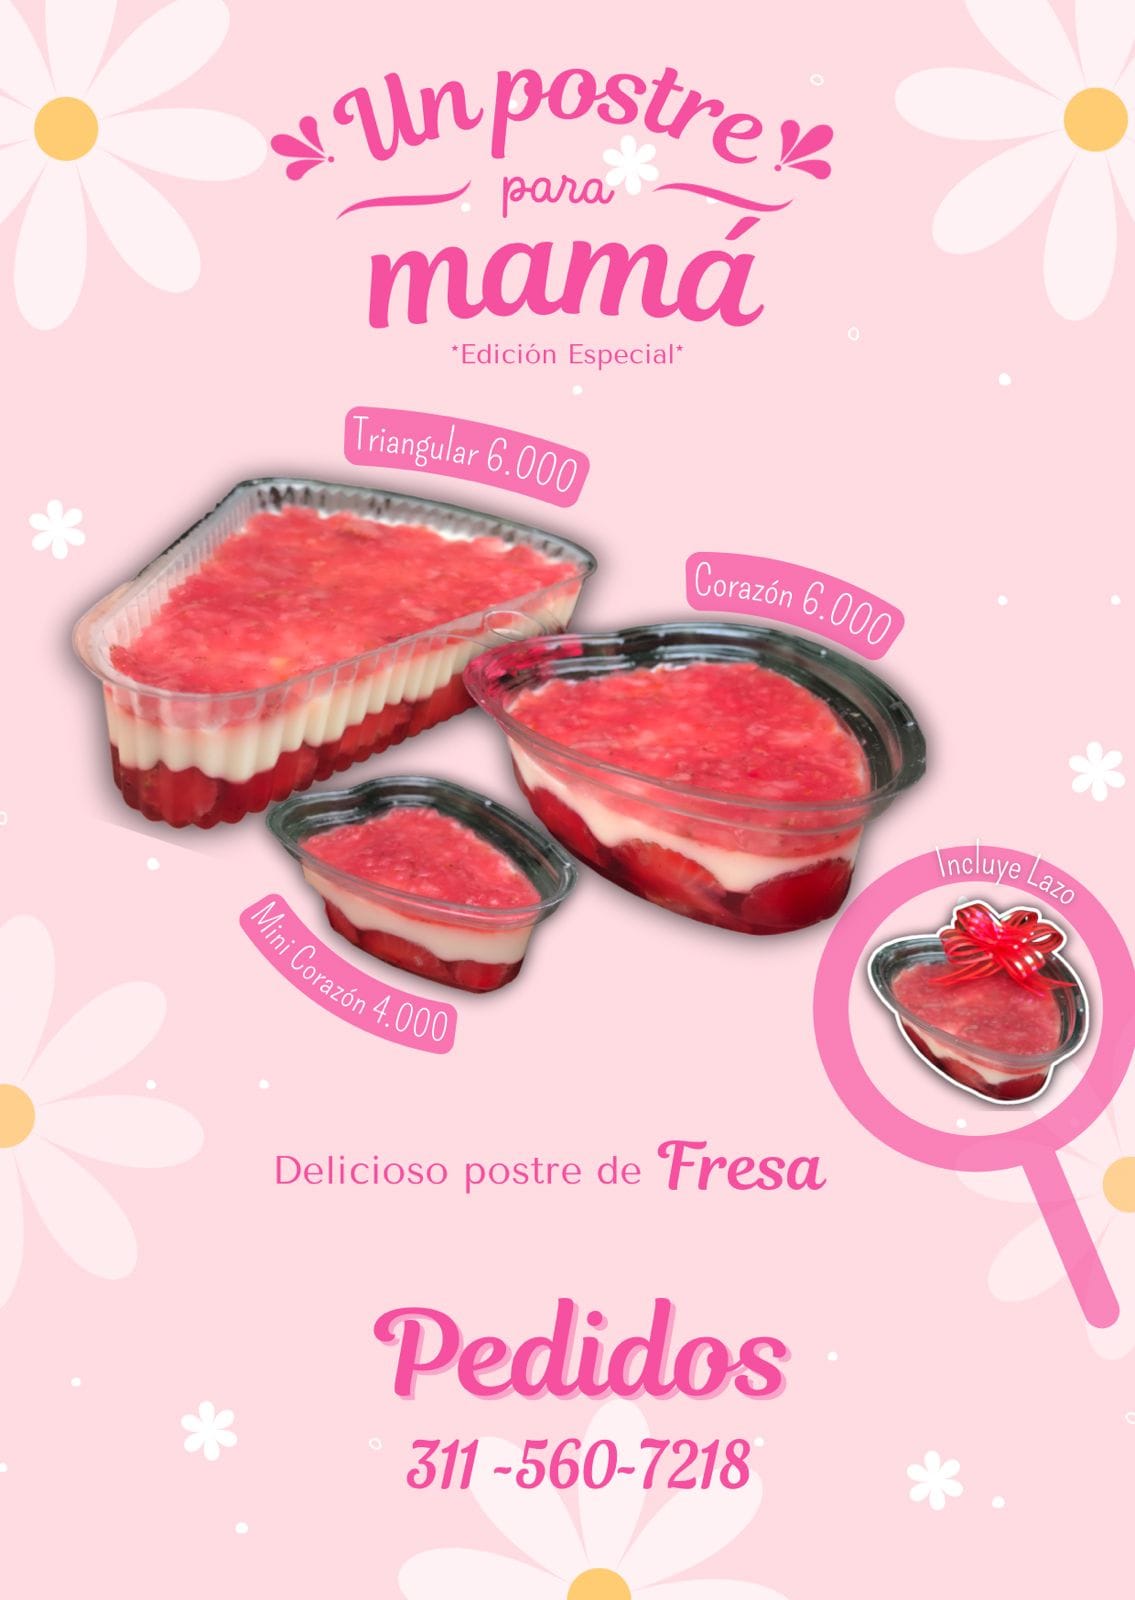 Un postre
para
mamá
*Edición Especial*
Triangular 6.000
Corazón 6.000
Incluye Lazo
Mini Corazón 4.000
Delicioso postre de Fresa
Pedidos
311 -560-7218